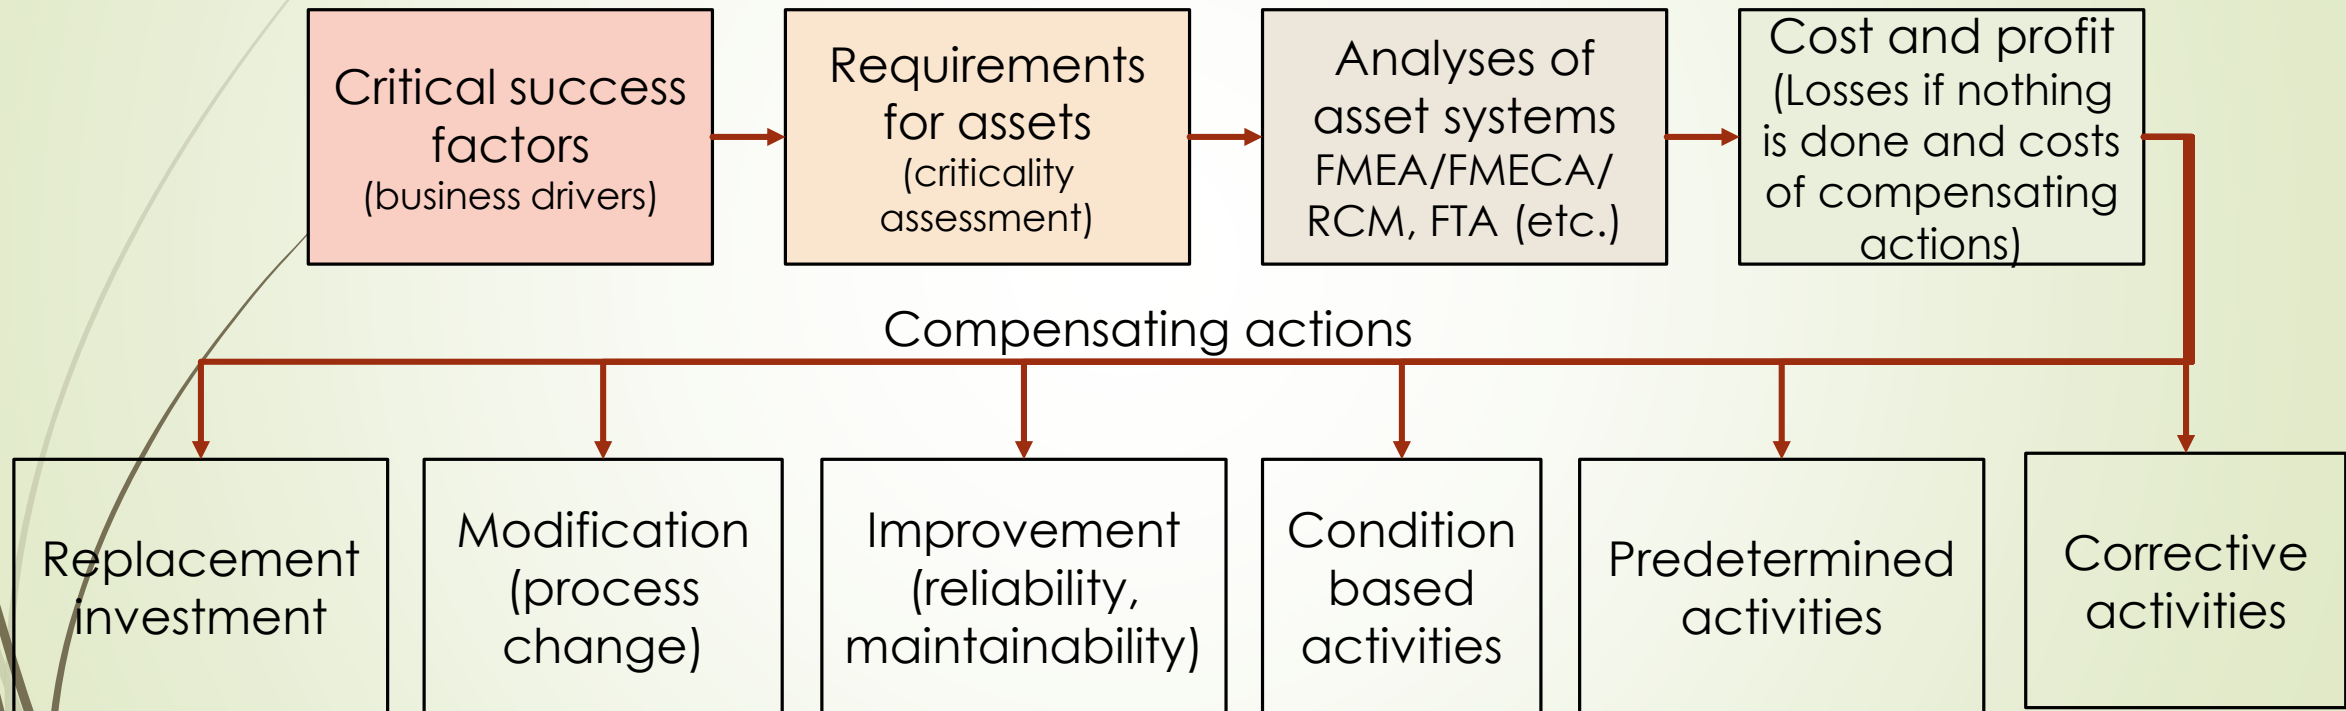 Critical success
factors
(business drivers)
Requirements
for assets
(criticality
assessment)
Analyses of
asset systems
FMEA/FMECA/
RCM, FTA (etc.)
Cost and profit
(Losses if nothing
is done and costs
of compensating
actions)
Compensating actions
Replacement
investment
Modification
(process
change)
Improvement
(reliability,
maintainability)
Condition
based
activities
Predetermined
activities
Corrective
activities